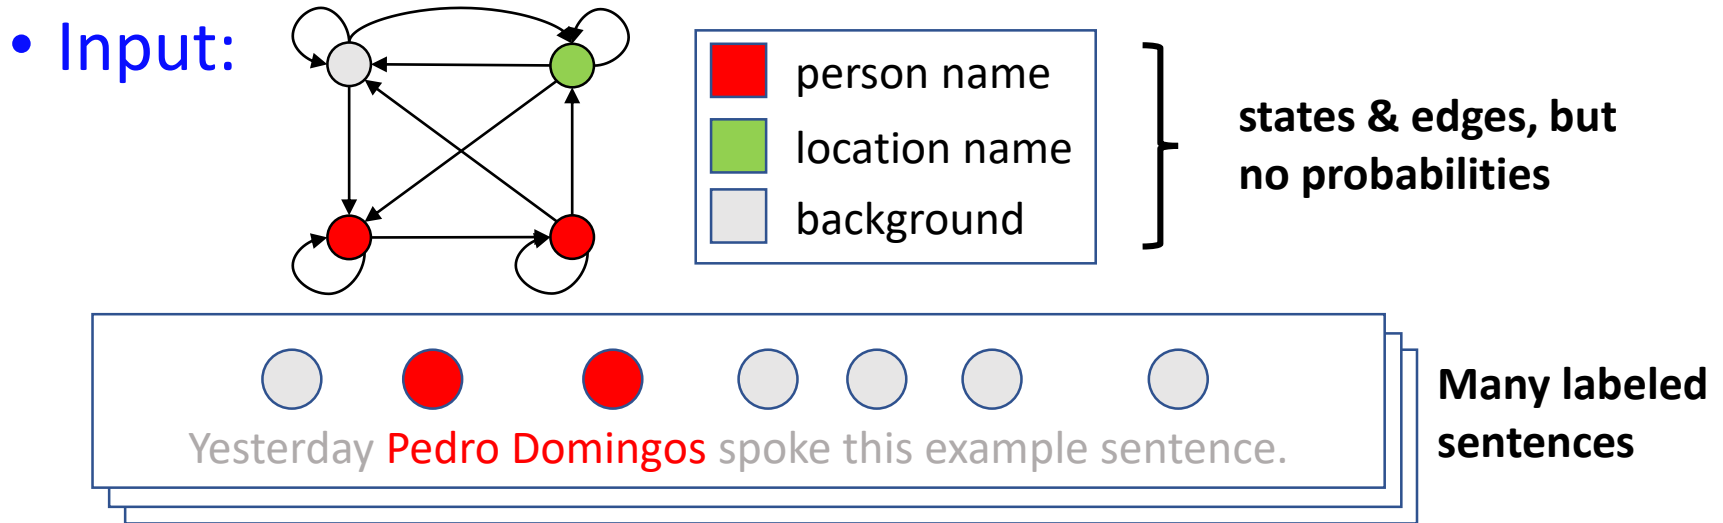 • Input:
person name
location name
background
states & edges, but
no probabilities
Yesterday Pedro Domingos spoke this example sentence.
Many labeled
sentences